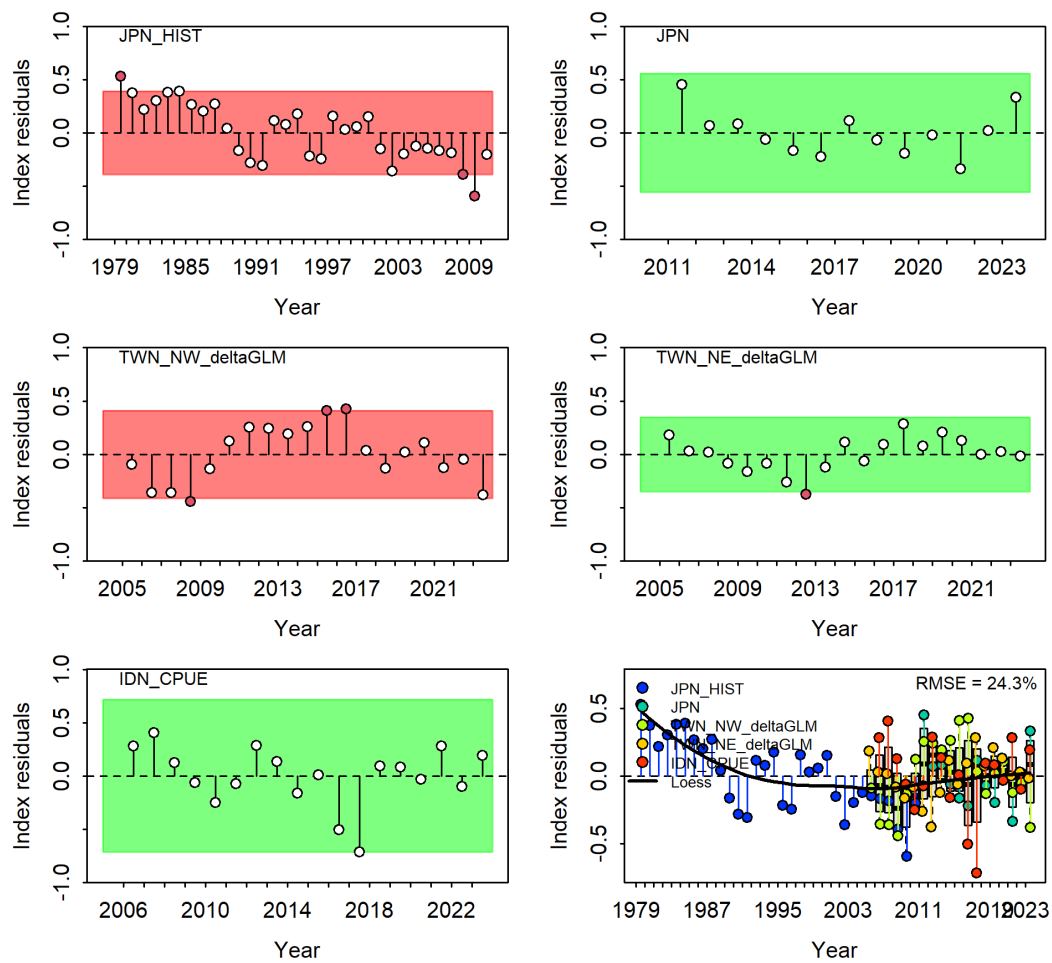 JPN_HIST
1.0
0.5
0.0
-1.0
Index residuals
1979 1985 1991 1997 2003 2009
Year
JPN
1.0
0.5
0.0
-1.0
Index residuals
2011 2014 2017 2020 2023
Year
TWN_NW_deltaGLM
1.0
0.5
0.0
-1.0
Index residuals
2005 2009 2013 2017 2021
Year
TWN_NE_deltaGLM
1.0
0.5
0.0
-1.0
Index residuals
2005 2009 2013 2017 2021
Year
IDN_CPUE
1.0
0.5
0.0
-1.0
Index residuals
2006 2010 2014 2018 2022
Year
RMSE = 24.3%
JPN_HIST
JPN
TWN_NW_deltaGLM
NE_deltaGLM
CPUE
Loess
0.5
0.0
-0.5
Index residuals
1979 1987 1995 2003 2011 2019 2023
Year